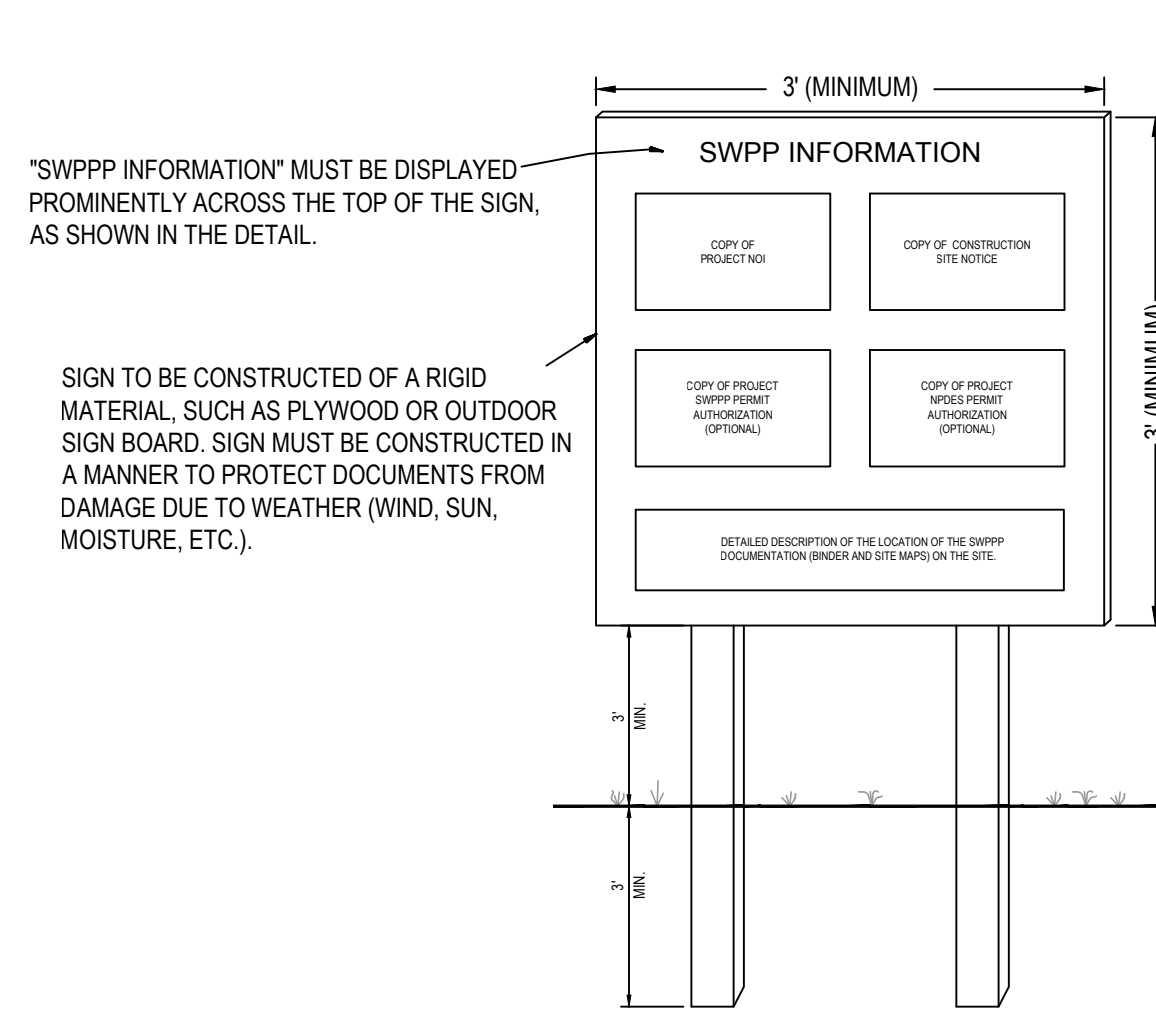 3' (MINIMUM)
"SWPPP INFORMATION" MUST BE DISPLAYED
PROMINENTLY ACROSS THE TOP OF THE SIGN,
AS SHOWN IN THE DETAIL.
SWPP INFORMATION
COPY OF
PROJECT NOI
COPY OF CONSTRUCTION
SITE NOTICE
3' (MINIMUM)
SIGN TO BE CONSTRUCTED OF A RIGID
MATERIAL, SUCH AS PLYWOOD OR OUTDOOR
SIGN BOARD. SIGN MUST BE CONSTRUCTED IN
A MANNER TO PROTECT DOCUMENTS FROM
DAMAGE DUE TO WEATHER (WIND, SUN,
MOISTURE, ETC.).
COPY OF PROJECT
SWPPP PERMIT
AUTHORIZATION
(OPTIONAL)
COPY OF PROJECT
NPDES PERMIT
AUTHORIZATION
(OPTIONAL)
DETAILED DESCRIPTION OF THE LOCATION OF THE SWPPP
DOCUMENTATION (BINDER AND SITE MAPS) ON THE SITE.
3'
MIN.
3'
MIN.